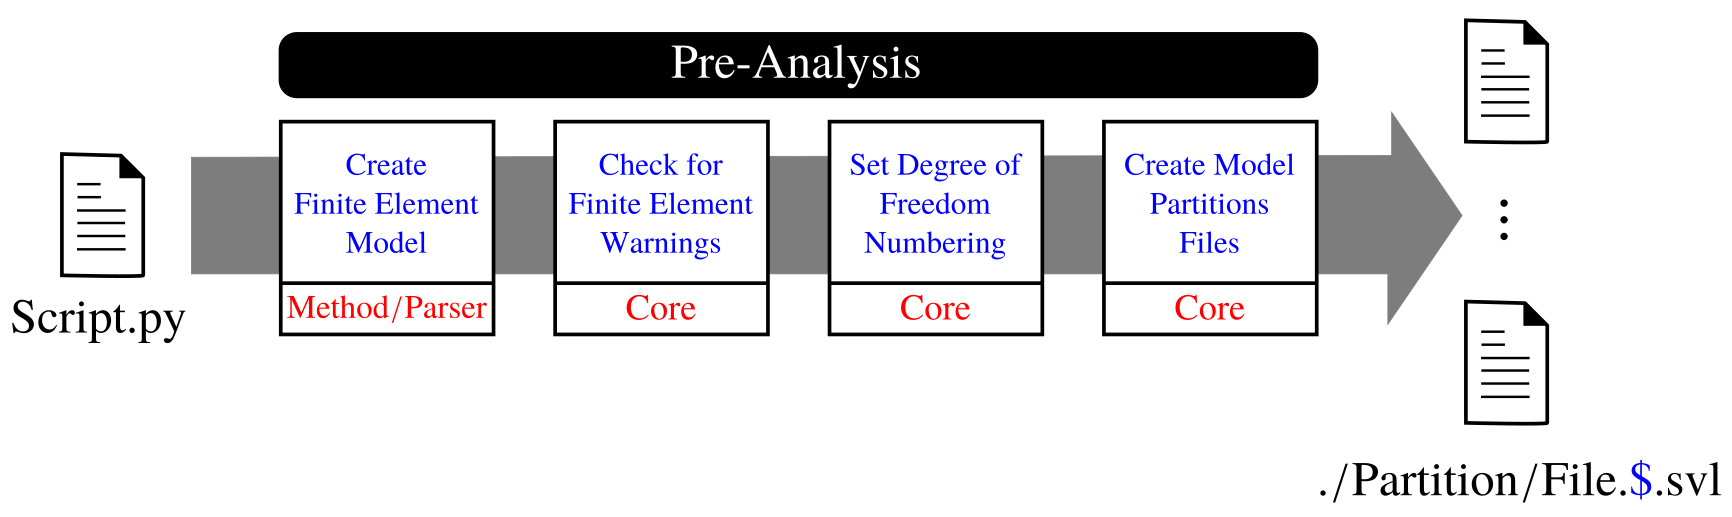 Pre-Analysis
Script.py
Create
Finite Element
Model
Method/Parser
Check for
Finite Element
Warnings
Core
Set Degree of
Freedom
Numbering
Core
Create Model
Partitions
Files
Core
./Partition/File.$.svl